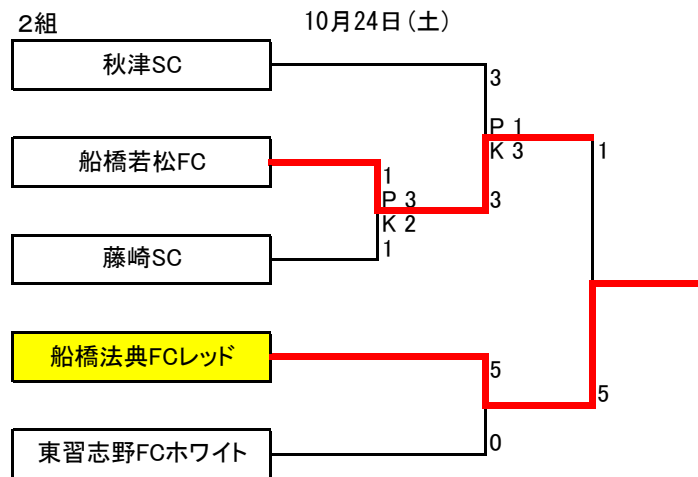 ２組
10月24日（土）
秋津SC
3
P 1
K 3
船橋若松FC
1
1
P 3
K 2
3
藤崎SC
1
船橋法典FCレッド
5
5
東習志野FCホワイト
0